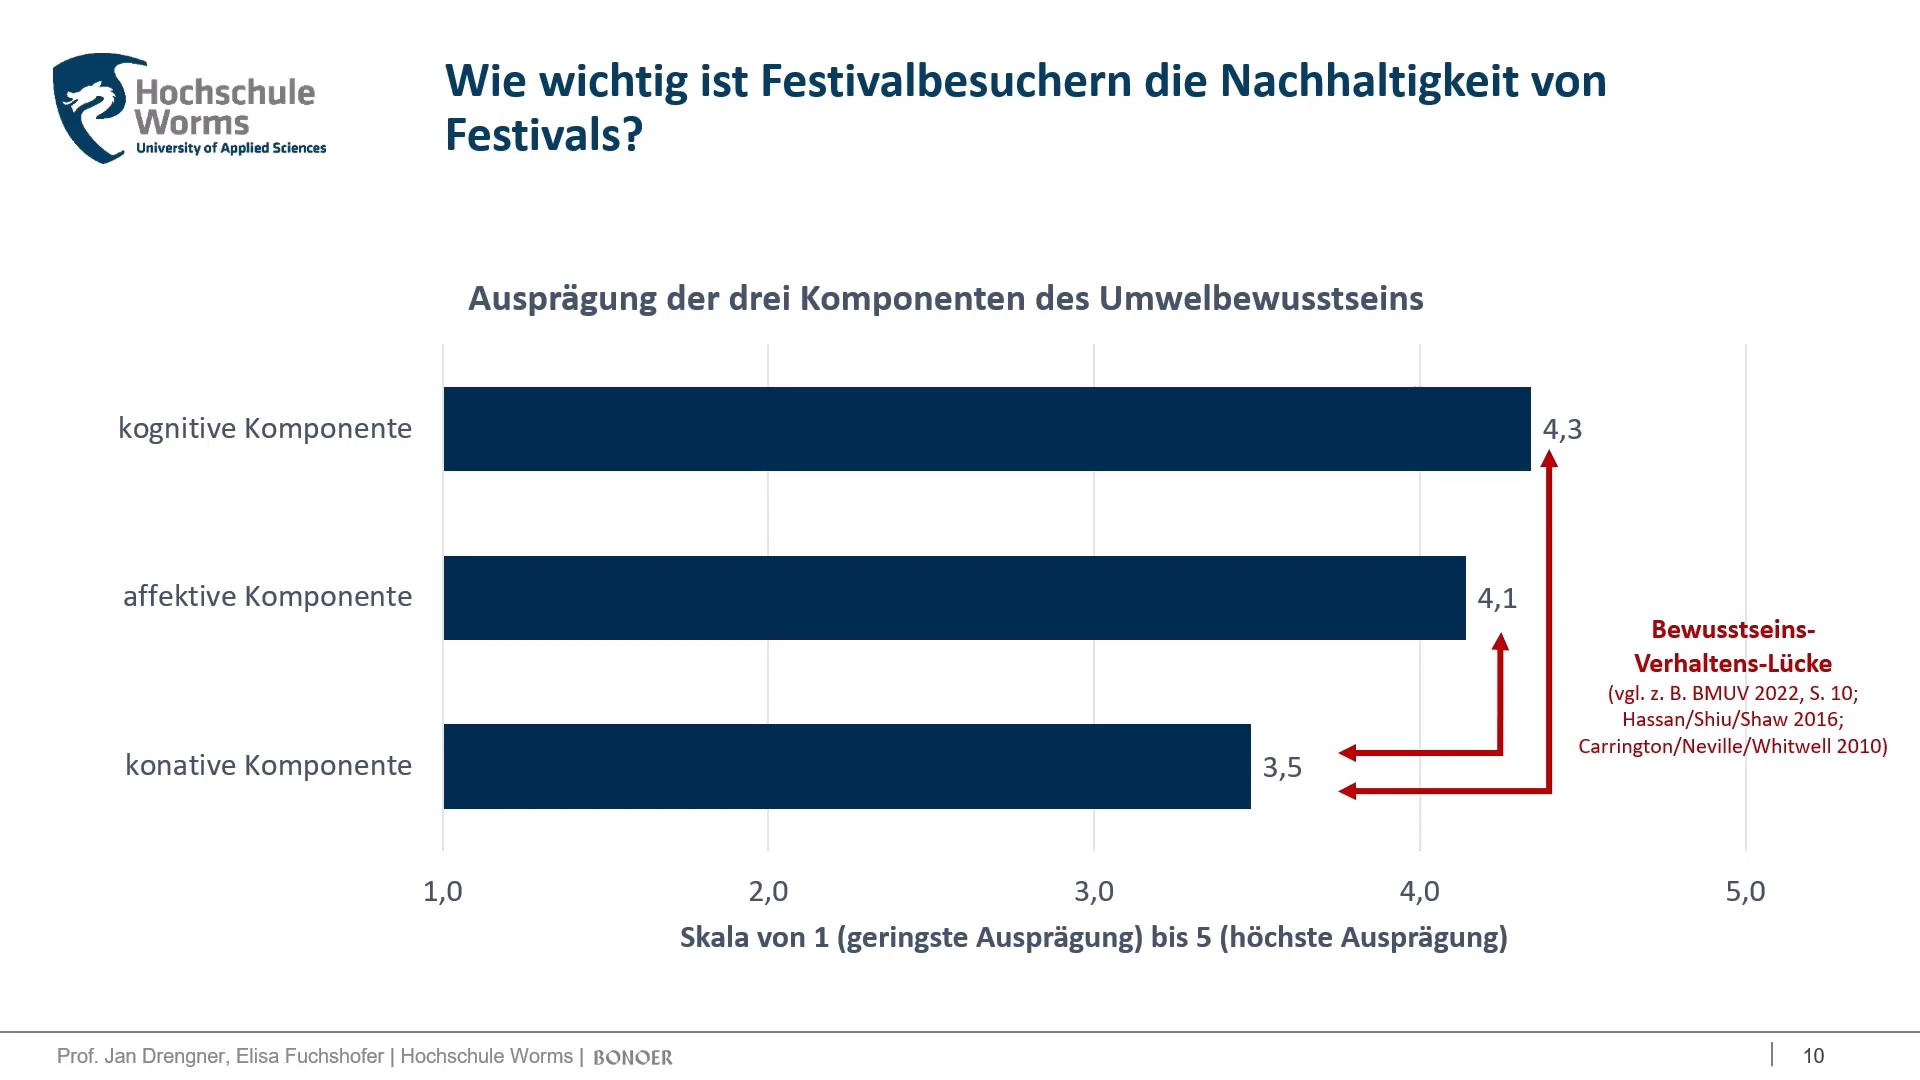 Hochschule
Worms
University of Applied Sciences
Wie wichtig ist Festivalbesuchern die Nachhaltigkeit von
Festivals?
Ausprägung der drei Komponenten des Umwelbewusstseins
kognitive Komponente
4,3
affektive Komponente
4,1
konative Komponente
3,5
Bewusstseins-
Verhaltens-Lücke
(vgl. z. B. BMUV 2022, S. 10;
Hassan/Shiu/Shaw 2016;
Carrington/Neville/Whitwell 2010)
1,0 2,0 3,0 4,0 5,0
Skala von 1 (geringste Ausprägung) bis 5 (höchste Ausprägung)
Prof. Jan Drengner, Elisa Fuchshofer | Hochschule Worms | BONOER
10